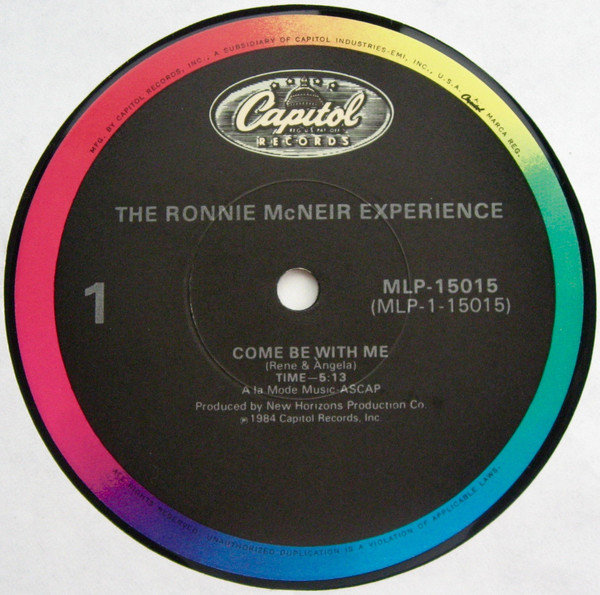 MFG. BY CAPITOL RECORDS, INC., A SUBSIDIARY OF CAPITOL INDUSTRIES-EMI, INC., U.S.A. Capitol MARCA REG.
Capitol
REG. U.S. PAT. OFF.
RECORDS
THE RONNIE McNEIR EXPERIENCE
1
MLP-15015
(MLP-1-15015)
COME BE WITH ME
(Rene & Angela)
TIME—5:13
A la Mode Music-ASCAP
Produced by New Horizons Production Co.
℗ 1984 Capitol Records, Inc.
ALL RIGHTS RESERVED. UNAUTHORIZED DUPLICATION IS A VIOLATION OF APPLICABLE LAWS.